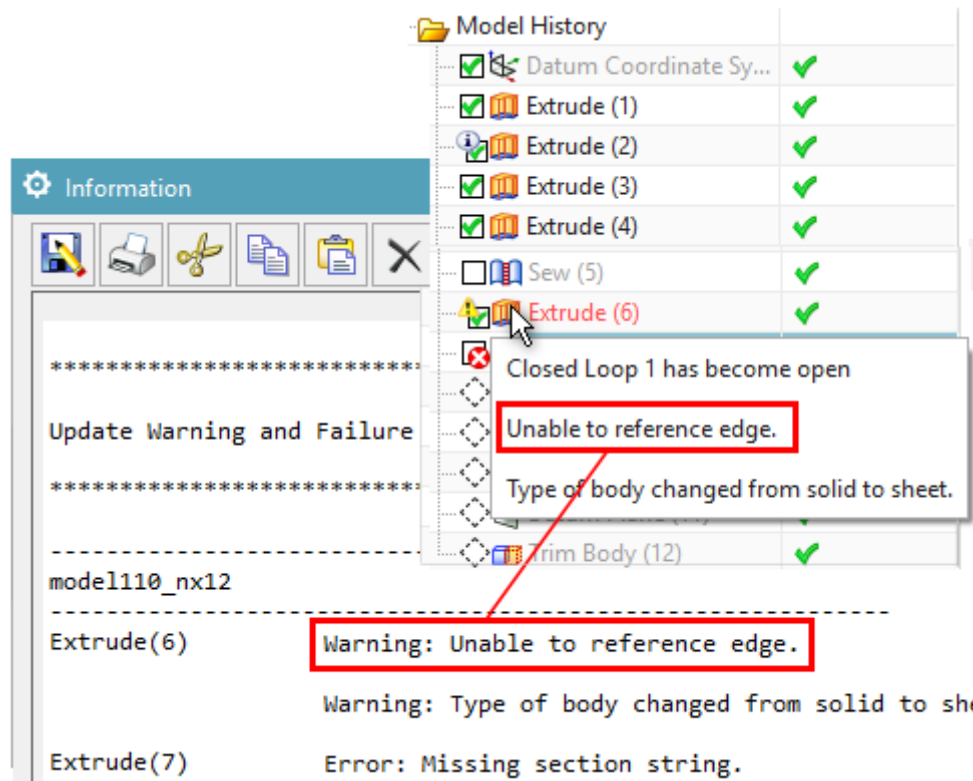 Model History
Datum Coordinate Sy...
Extrude (1)
Extrude (2)
Extrude (3)
Extrude (4)
Sew (5)
Extrude (6)
Closed Loop 1 has become open
Unable to reference edge.
Type of body changed from solid to sheet.
Trim Body (12)
Information
****************************
Update Warning and Failure
****************************
----------------------------
model110_nx12
----------------------------------------------------------------
Extrude(6) Warning: Unable to reference edge.
Warning: Type of body changed from solid to she
Extrude(7) Error: Missing section string.